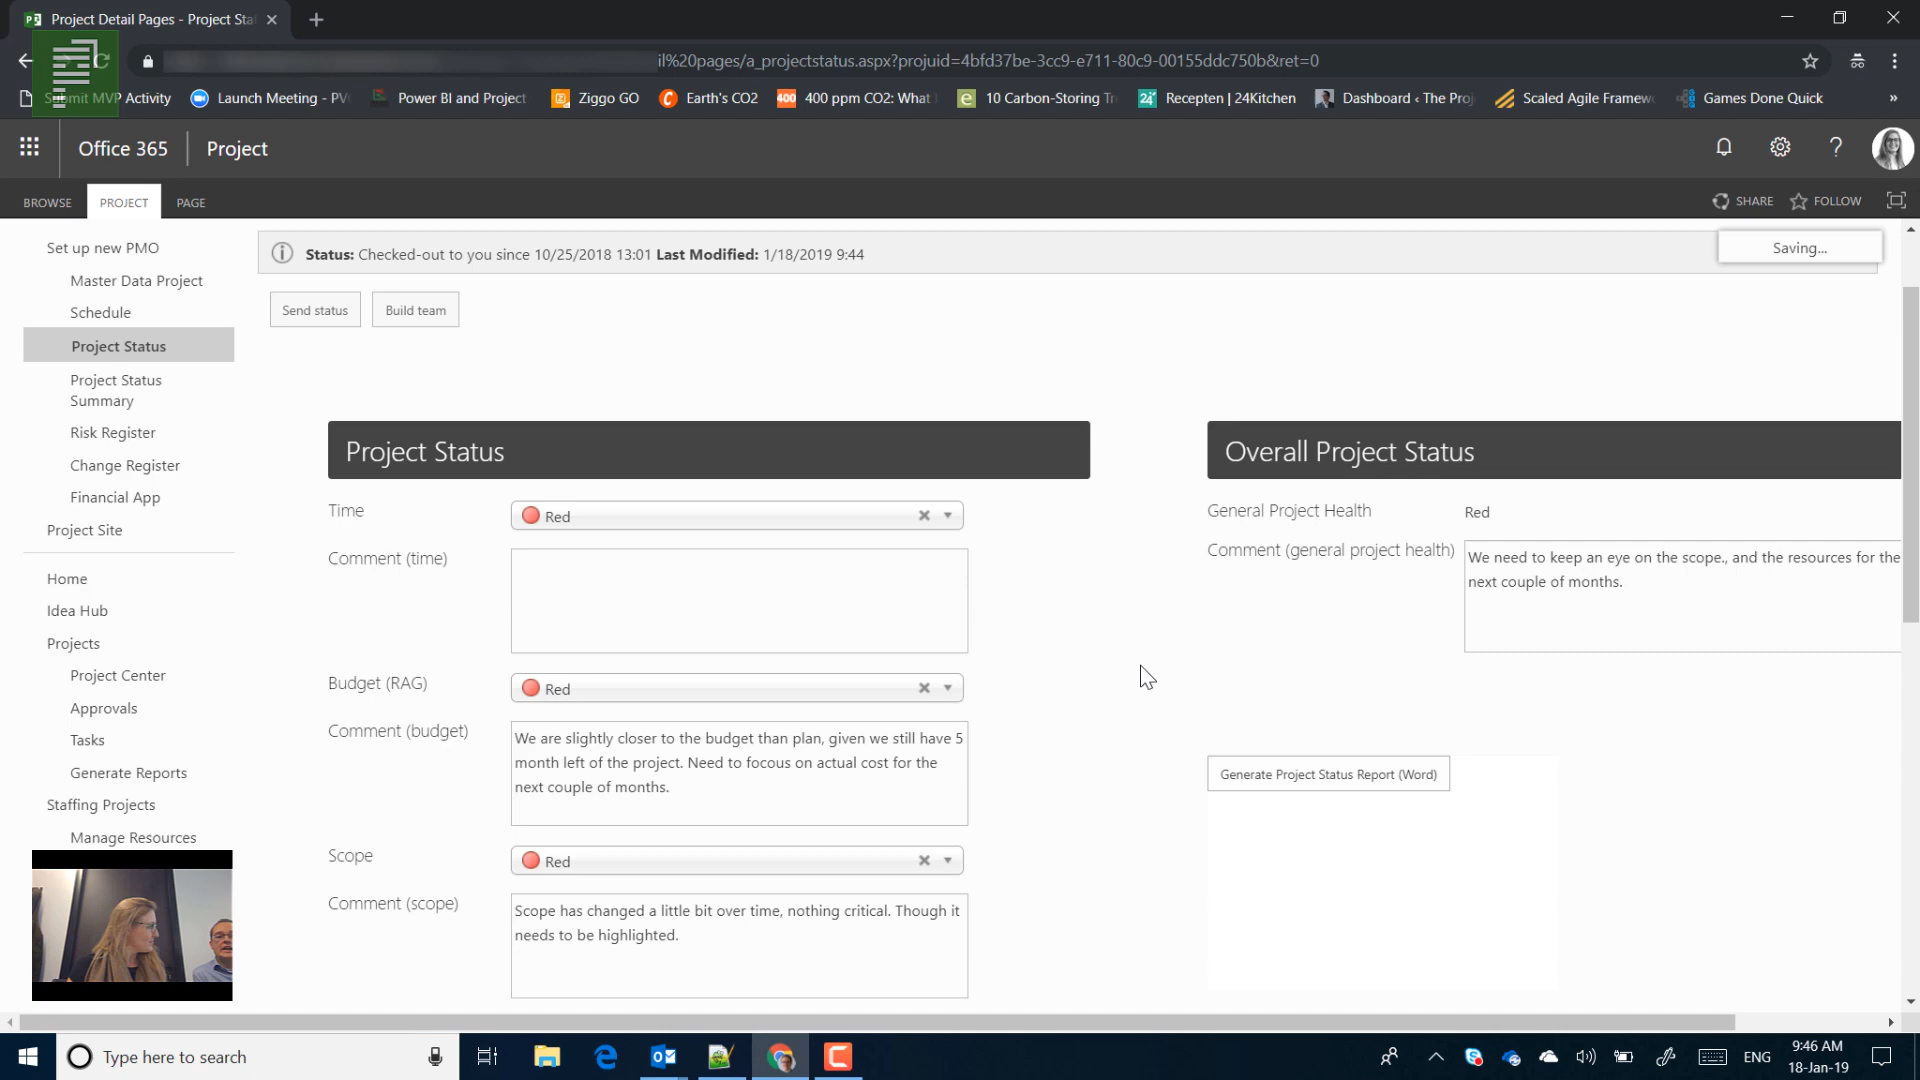 Project Detail Pages - Project Sta
il%20pages/a_projectstatus.aspx?projuid=4bfd37be-3cc9-e711-80c9-00155ddc750b&ret=0
Submit MVP Activity
Launch Meeting - PV
Power BI and Project
Ziggo GO
Earth's CO2
400 ppm CO2: What
10 Carbon-Storing Tr
24 Recepten | 24Kitchen
Dashboard ‹ The Proj
Scaled Agile Framew
Games Done Quick
»
Office 365
Project
?
BROWSE
PROJECT
PAGE
SHARE
FOLLOW
Set up new PMO
Master Data Project
Schedule
Project Status
Project Status
Summary
Risk Register
Change Register
Financial App
Project Site
Home
Idea Hub
Projects
Project Center
Approvals
Tasks
Generate Reports
Staffing Projects
Manage Resources
Status: Checked-out to you since 10/25/2018 13:01 Last Modified: 1/18/2019 9:44
Saving...
Send status
Build team
Project Status
Time
Red
Comment (time)
Budget (RAG)
Red
Comment (budget)
We are slightly closer to the budget than plan, given we still have 5
month left of the project. Need to focous on actual cost for the
next couple of months.
Scope
Red
Comment (scope)
Scope has changed a little bit over time, nothing critical. Though it
needs to be highlighted.
Overall Project Status
General Project Health
Red
Comment (general project health)
We need to keep an eye on the scope., and the resources for the
next couple of months.
Generate Project Status Report (Word)
Type here to search
ENG
9:46 AM
18-Jan-19